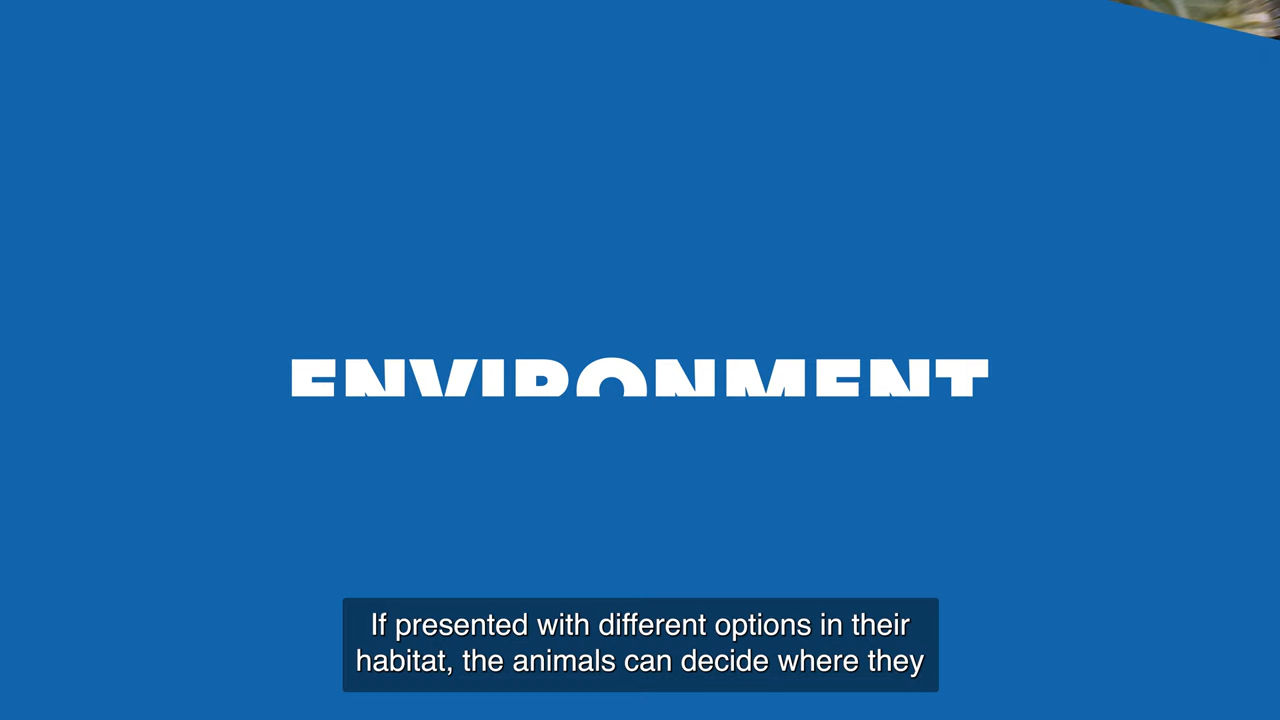 ENVIRONMENT
If presented with different options in their
habitat, the animals can decide where they